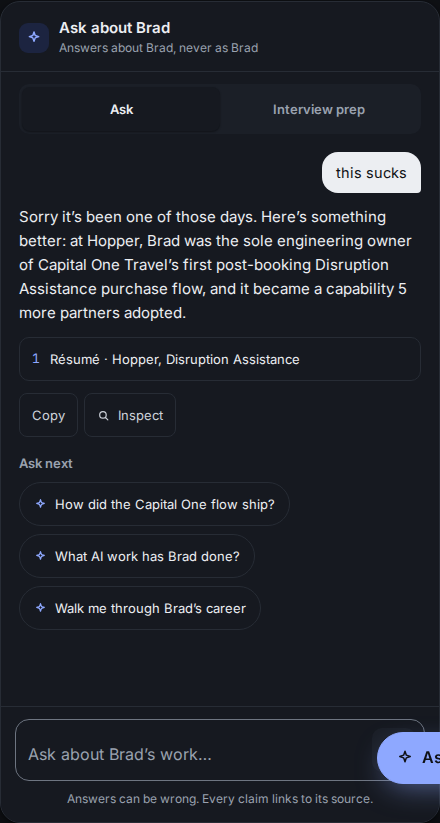 Ask about Brad
Answers about Brad, never as Brad
Ask
Interview prep
this sucks
Sorry it’s been one of those days. Here’s something
better: at Hopper, Brad was the sole engineering owner
of Capital One Travel’s first post-booking Disruption
Assistance purchase flow, and it became a capability 5
more partners adopted.
1 Résumé · Hopper, Disruption Assistance
Copy
Inspect
Ask next
How did the Capital One flow ship?
What AI work has Brad done?
Walk me through Brad’s career
Ask about Brad’s work...
Answers can be wrong. Every claim links to its source.